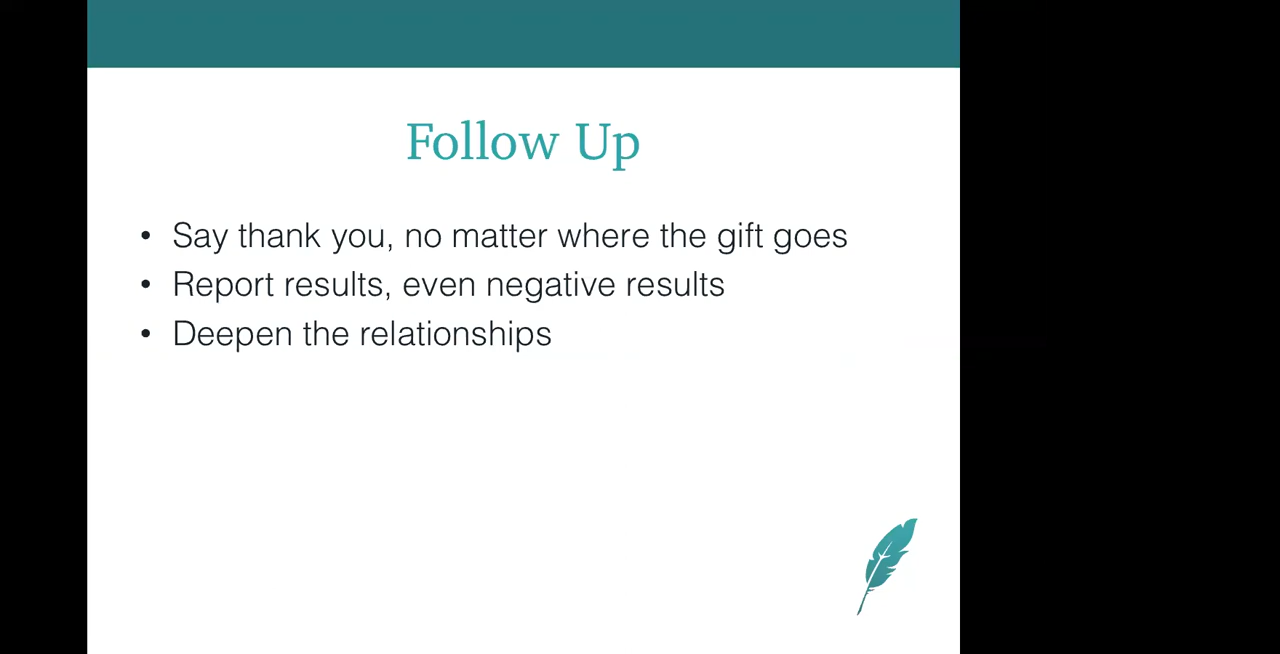 Follow Up
• Say thank you, no matter where the gift goes
• Report results, even negative results
• Deepen the relationships